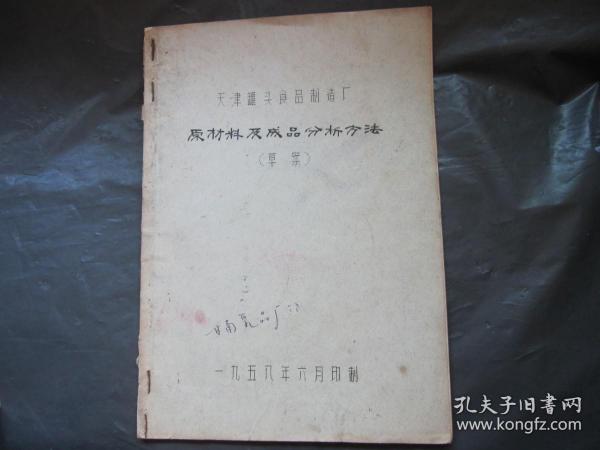 天津罐头食品制造厂
原材料及成品分析方法
（草案）
品厂
一九五八年六月印制
孔夫子旧书网
www.kongfz.com